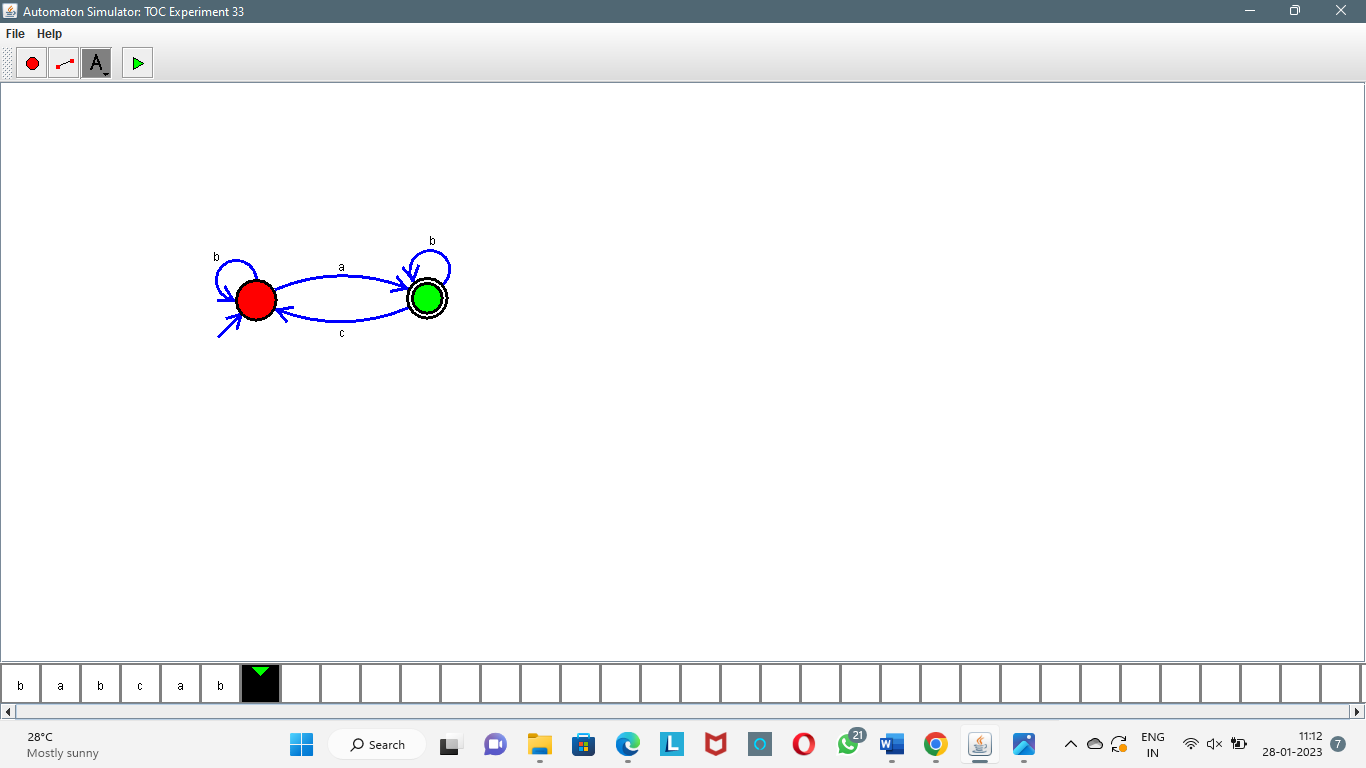 Automaton Simulator: TOC Experiment 33
File Help
A
b
b
a
c
b a b c a b
28°C
Mostly sunny
Search
L
21
W
ENG
IN
11:12
28-01-2023
7